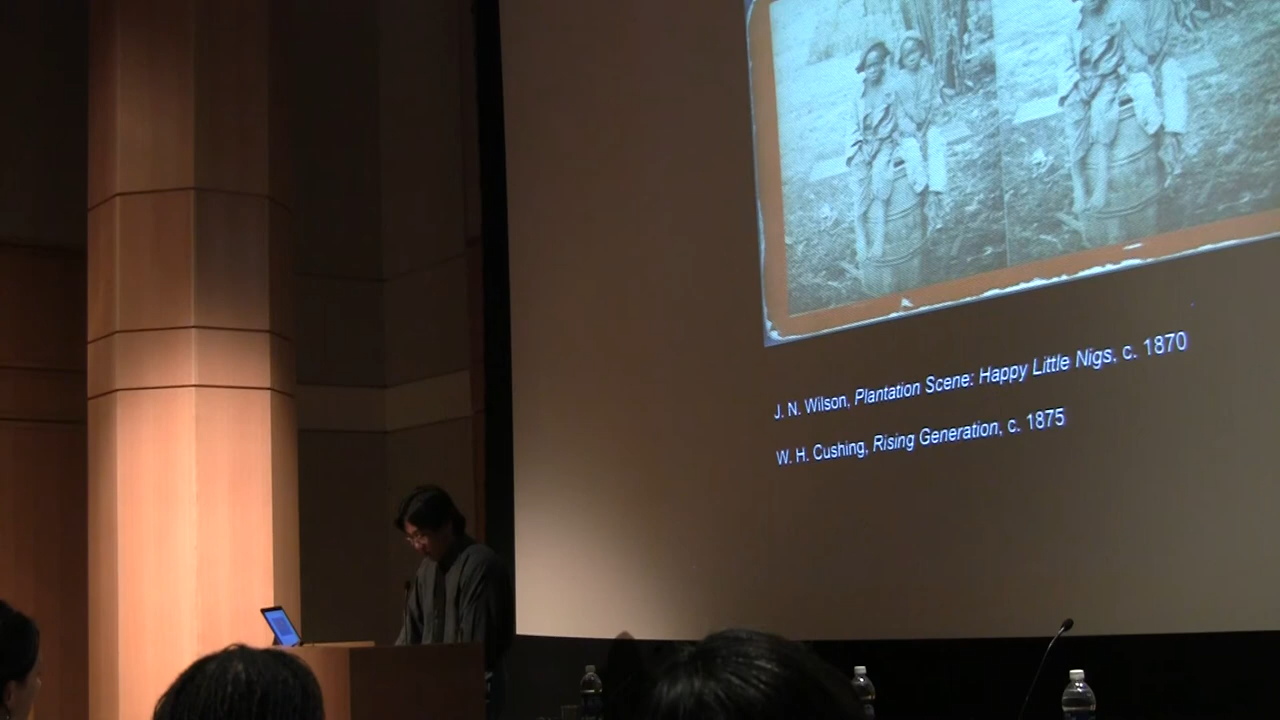 J. N. Wilson, Plantation Scene: Happy Little Nigs, c. 1870
W. H. Cushing, Rising Generation, c. 1875